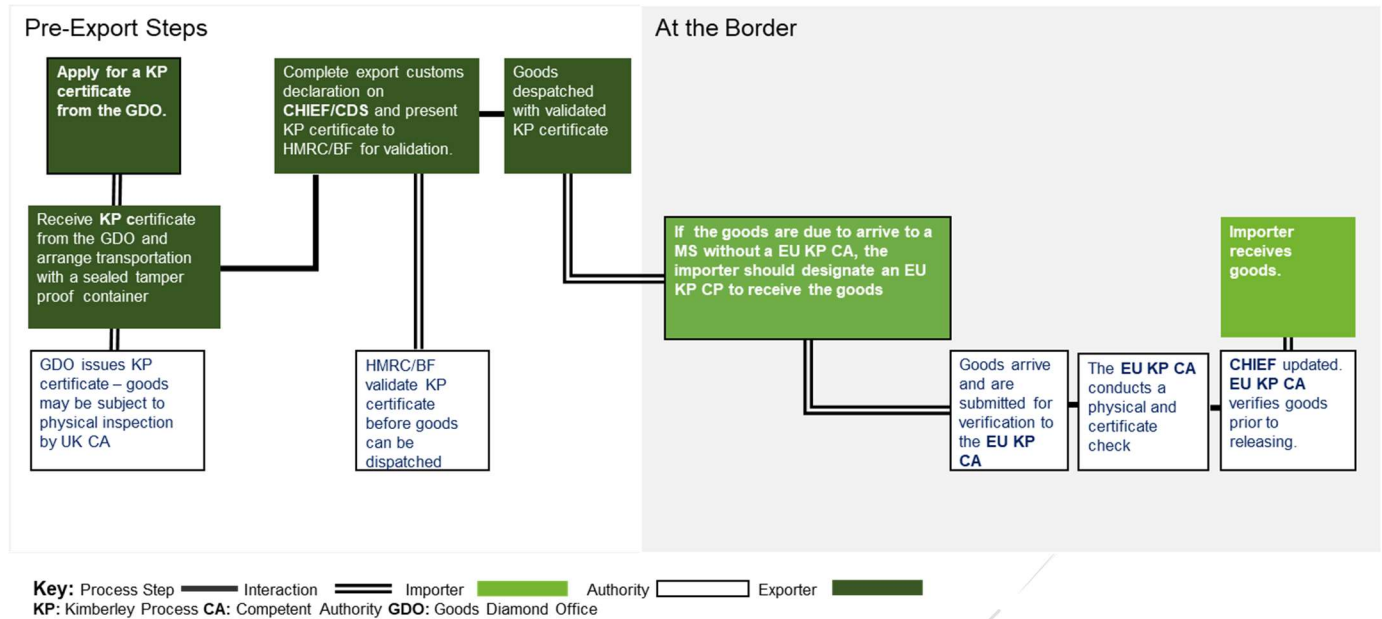 Pre-Export Steps
Apply for a KP
certificate
from the GDO.
Receive KP certificate
from the GDO and
arrange transportation
with a sealed tamper
proof container
GDO issues KP
certificate – goods
may be subject to
physical inspection
by UK CA
Complete export customs
declaration on
CHIEF/CDS and present
KP certificate to
HMRC/BF for validation.
HMRC/BF
validate KP
certificate
before goods
can be
dispatched
Goods
despatched
with validated
KP certificate
At the Border
If the goods are due to arrive to a
MS without a EU KP CA, the
importer should designate an EU
KP CP to receive the goods
Goods arrive
and are
submitted for
verification to
the EU KP
CA
The EU KP CA
conducts a
physical and
certificate
check
CHIEF updated.
EU KP CA
verifies goods
prior to
releasing.
Importer
receives
goods.
Key: Process Step Interaction Importer Authority Exporter
KP: Kimberley Process CA: Competent Authority GDO: Goods Diamond Office